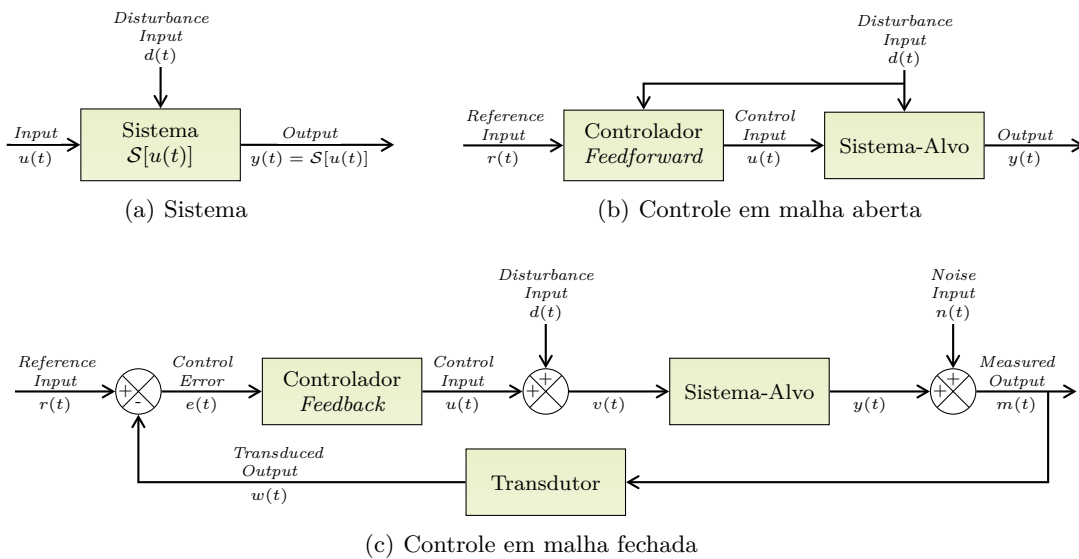 Disturbance
Input
d(t)
Input
u(t)
Sistema
S[u(t)]
Output
y(t) = S[u(t)]
(a) Sistema
Disturbance
Input
d(t)
Reference
Input
r(t)
Controlador
Feedforward
Control
Input
u(t)
Sistema-Alvo
Output
y(t)
(b) Controle em malha aberta
Disturbance
Input
d(t)
Noise
Input
n(t)
Reference
Input
r(t)
+
-
Control
Error
e(t)
Controlador
Feedback
Control
Input
u(t)
+
+
v(t)
Sistema-Alvo
y(t)
+
+
Measured
Output
m(t)
Transduced
Output
w(t)
Transdutor
(c) Controle em malha fechada